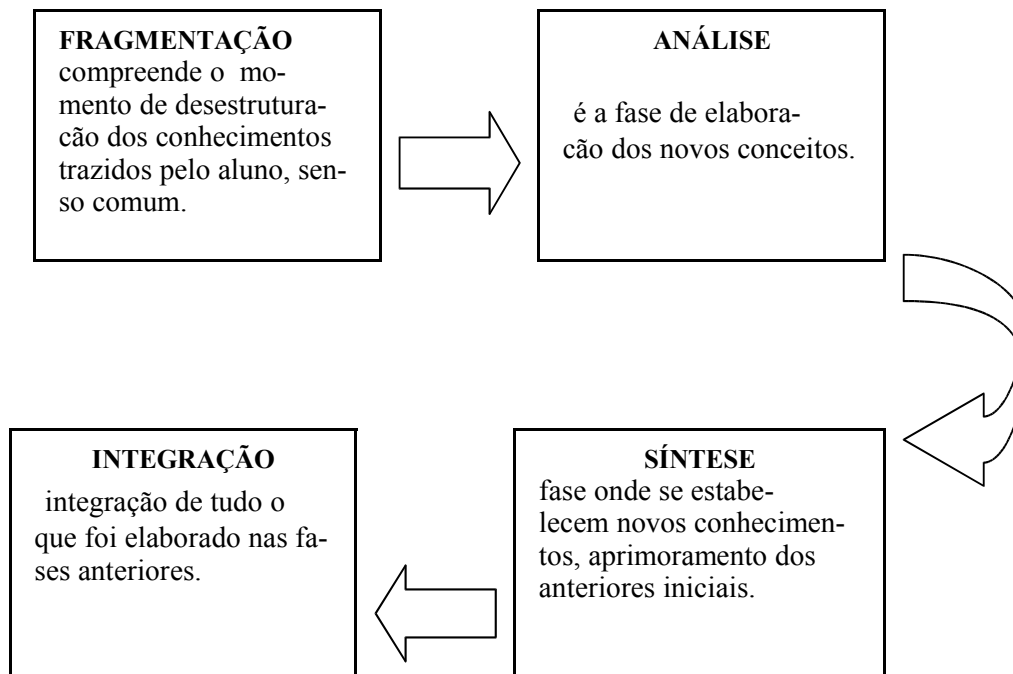 FRAGMENTAÇÃO
compreende o mo-
mento de desestrutura-
cão dos conhecimentos
trazidos pelo aluno, sen-
so comum.
ANÁLISE
é a fase de elabora-
cão dos novos conceitos.
SÍNTESE
fase onde se estabe-
lecem novos conhecimen-
tos, aprimoramento dos
anteriores iniciais.
INTEGRAÇÃO
integração de tudo o
que foi elaborado nas fa-
ses anteriores.